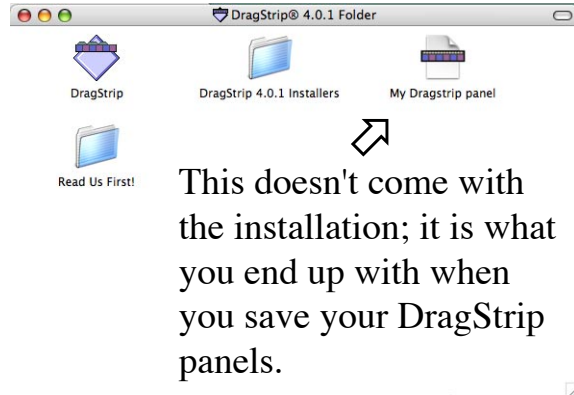 DragStrip® 4.0.1 Folder
DragStrip
DragStrip 4.0.1 Installers
My Dragstrip panel
Read Us First!
This doesn't come with
the installation; it is what
you end up with when
you save your DragStrip
panels.